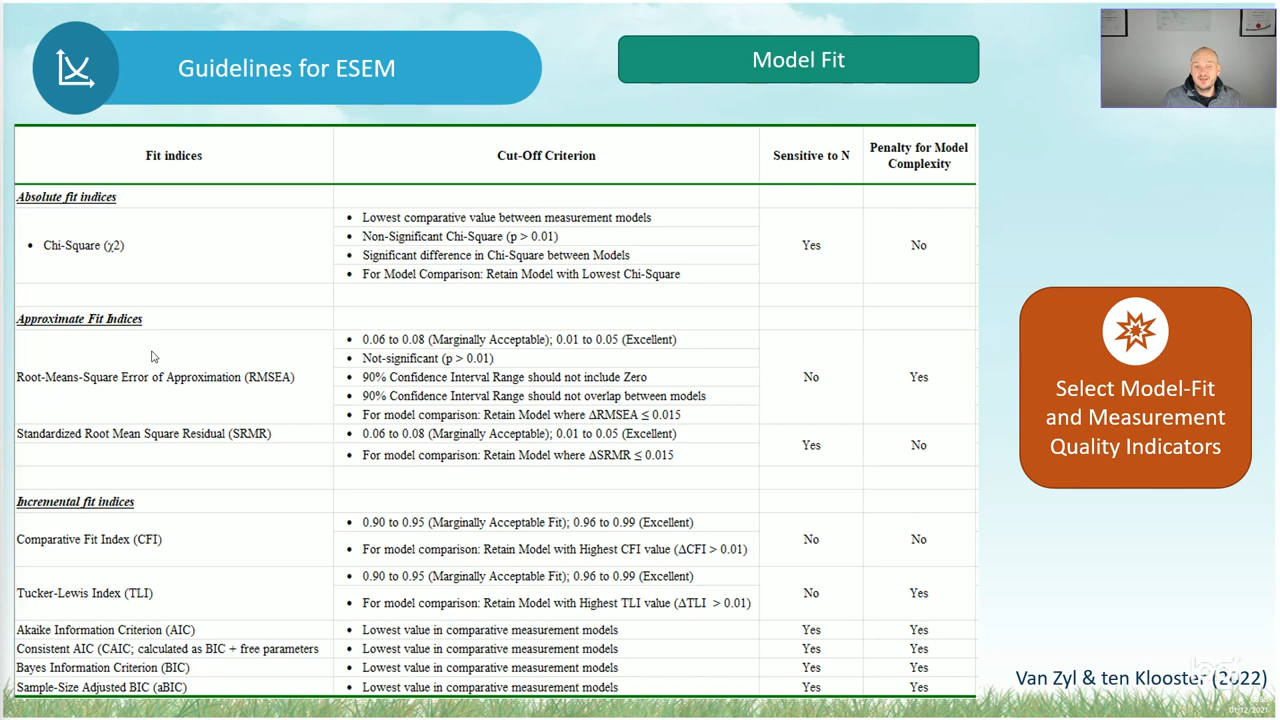 Guidelines for ESEM
Model Fit
Fit indices
Cut-Off Criterion
Sensitive to N
Penalty for Model
Complexity
Absolute fit indices
• Chi-Square (χ2)
• Lowest comparative value between measurement models
• Non-Significant Chi-Square (p > 0.01)
• Significant difference in Chi-Square between Models
• For Model Comparison: Retain Model with Lowest Chi-Square
Yes
No
Approximate Fit Indices
Root-Means-Square Error of Approximation (RMSEA)
• 0.06 to 0.08 (Marginally Acceptable); 0.01 to 0.05 (Excellent)
• Not-significant (p > 0.01)
• 90% Confidence Interval Range should not include Zero
• 90% Confidence Interval Range should not overlap between models
• For model comparison: Retain Model where ΔRMSEA ≤ 0.015
No
Yes
Standardized Root Mean Square Residual (SRMR)
• 0.06 to 0.08 (Marginally Acceptable); 0.01 to 0.05 (Excellent)
• For model comparison: Retain Model where ΔSRMR ≤ 0.015
Yes
No
Incremental fit indices
Comparative Fit Index (CFI)
• 0.90 to 0.95 (Marginally Acceptable Fit); 0.96 to 0.99 (Excellent)
• For model comparison: Retain Model with Highest CFI value (ΔCFI > 0.01)
No
No
Tucker-Lewis Index (TLI)
• 0.90 to 0.95 (Marginally Acceptable Fit); 0.96 to 0.99 (Excellent)
• For model comparison: Retain Model with Highest TLI value (ΔTLI > 0.01)
No
Yes
Akaike Information Criterion (AIC)
• Lowest value in comparative measurement models
Yes
Yes
Consistent AIC (CAIC; calculated as BIC + free parameters
• Lowest value in comparative measurement models
Yes
Yes
Bayes Information Criterion (BIC)
• Lowest value in comparative measurement models
Yes
Yes
Sample-Size Adjusted BIC (aBIC)
• Lowest value in comparative measurement models
Yes
Yes
Select Model-Fit
and Measurement
Quality Indicators
Van Zyl & ten Klooster (2022)
01/12/2021